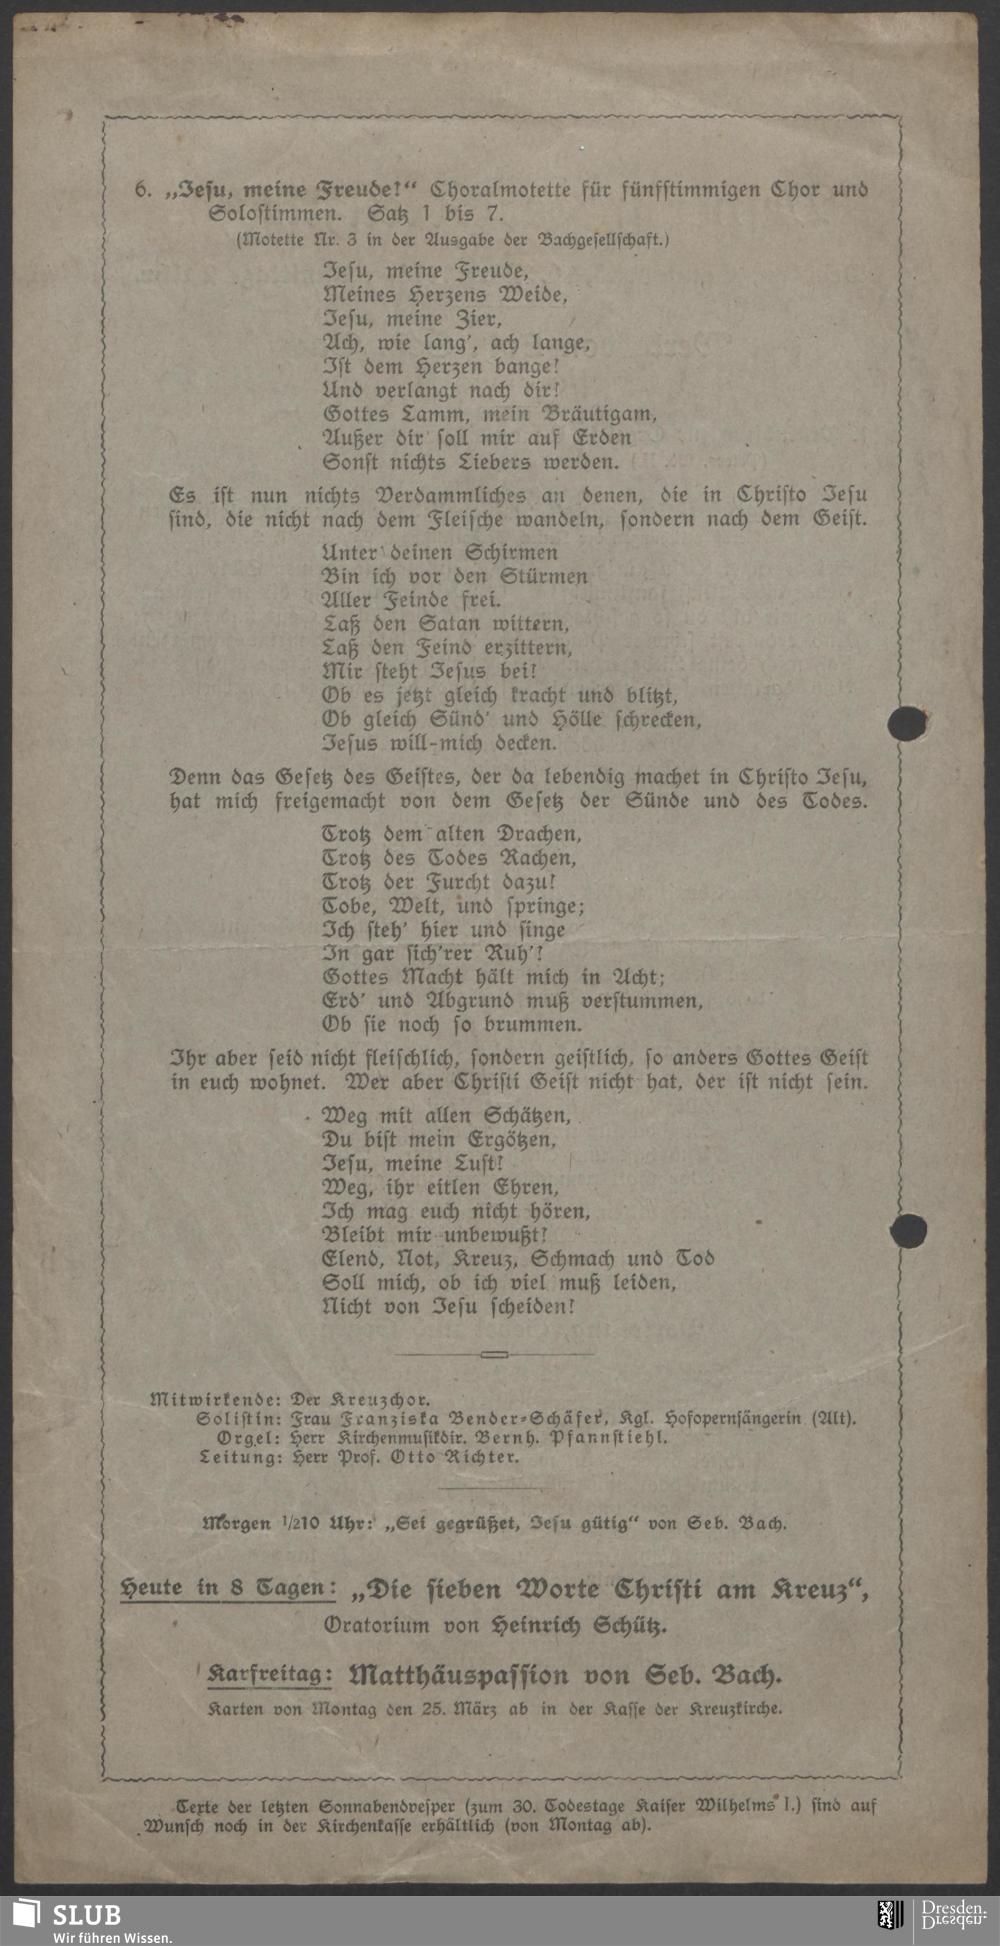 6. „Jesu, meine Freude!“ Choralmotette für fünfstimmigen Chor und
Solostimmen. Satz 1 bis 7.
(Motette Nr. 3 in der Ausgabe der Bachgesellschaft.)
Jesu, meine Freude,
Meines Herzens Weide,
Jesu, meine Zier,
Ach, wie lang', ach lange,
Ist dem Herzen bange!
Und verlangt nach dir!
Gottes Lamm, mein Bräutigam,
Außer dir soll mir auf Erden
Sonst nichts Liebers werden.
Es ist nun nichts Verdammliches an denen, die in Christo Jesu
sind, die nicht nach dem Fleische wandeln, sondern nach dem Geist.
Unter deinen Schirmen
Bin ich vor den Stürmen
Aller Feinde frei.
Laß den Satan wittern,
Laß den Feind erzittern,
Mir steht Jesus bei!
Ob es jetzt gleich kracht und blitzt,
Ob gleich Sünd' und Hölle schrecken,
Jesus will mich decken.
Denn das Gesetz des Geistes, der da lebendig machet in Christo Jesu,
hat mich freigemacht von dem Gesetz der Sünde und des Todes.
Trotz dem alten Drachen,
Trotz des Todes Rachen,
Trotz der Furcht dazu!
Tobe, Welt, und springe;
Ich steh' hier und singe
In gar sich'rer Ruh'!
Gottes Macht hält mich in Acht;
Erd' und Abgrund muß verstummen,
Ob sie noch so brummen.
Ihr aber seid nicht fleischlich, sondern geistlich, so anders Gottes Geist
in euch wohnet. Wer aber Christi Geist nicht hat, der ist nicht sein.
Weg mit allen Schätzen,
Du bist mein Ergötzen,
Jesu, meine Lust!
Weg, ihr eitlen Ehren,
Ich mag euch nicht hören,
Bleibt mir unbewußt!
Elend, Not, Kreuz, Schmach und Tod
Soll mich, ob ich viel muß leiden,
Nicht von Jesu scheiden!
Mitwirkende: Der Kreuzchor.
Solistin: Frau Franziska Bender-Schäfer, Kgl. Hofopernsängerin (Alt).
Orgel: Herr Kirchenmusikdir. Bernh. Pfannstiehl.
Leitung: Herr Prof. Otto Richter.
Morgen 1/210 Uhr: „Sei gegrüßet, Jesu gütig“ von Seb. Bach.
Heute in 8 Tagen: „Die sieben Worte Christi am Kreuz“,
Oratorium von Heinrich Schütz.
Karfreitag: Matthäuspassion von Seb. Bach.
Karten von Montag den 25. März ab in der Kasse der Kreuzkirche.
Texte der letzten Sonnabendvesper (zum 30. Todestage Kaiser Wilhelms I.) sind auf
Wunsch noch in der Kirchenkasse erhältlich (von Montag ab).
SLUB
Wir führen Wissen.
Dresden.
Dresden.